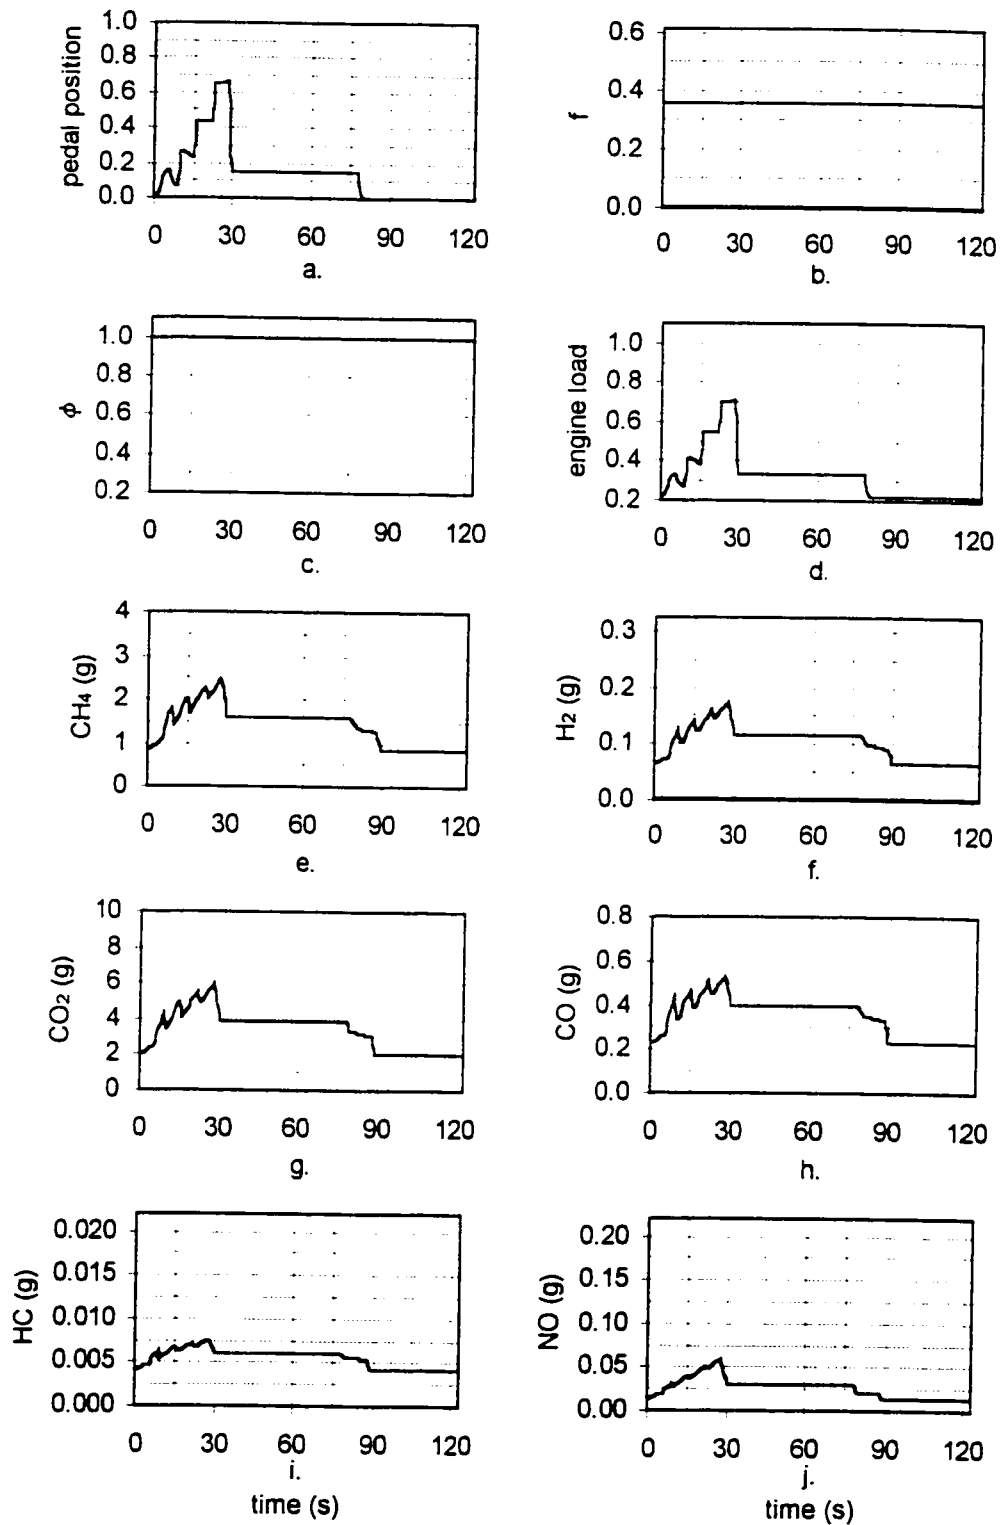 pedal position
1.0
0.8
0.6
0.4
0.2
0.0
0 30 60 90 120
a.
f
0.6
0.4
0.2
0.0
0 30 60 90 120
b.
ϕ
1.0
0.8
0.6
0.4
0.2
0 30 60 90 120
c.
engine load
1.0
0.8
0.6
0.4
0.2
0 30 60 90 120
d.
CH4 (g)
4
3
2
1
0
0 30 60 90 120
e.
H2 (g)
0.3
0.2
0.1
0.0
0 30 60 90 120
f.
CO2 (g)
10
8
6
4
2
0
0 30 60 90 120
g.
CO (g)
0.8
0.6
0.4
0.2
0.0
0 30 60 90 120
h.
HC (g)
0.020
0.015
0.010
0.005
0.000
0 30 60 90 120
i.
time (s)
NO (g)
0.20
0.15
0.10
0.05
0.00
0 30 60 90 120
j.
time (s)